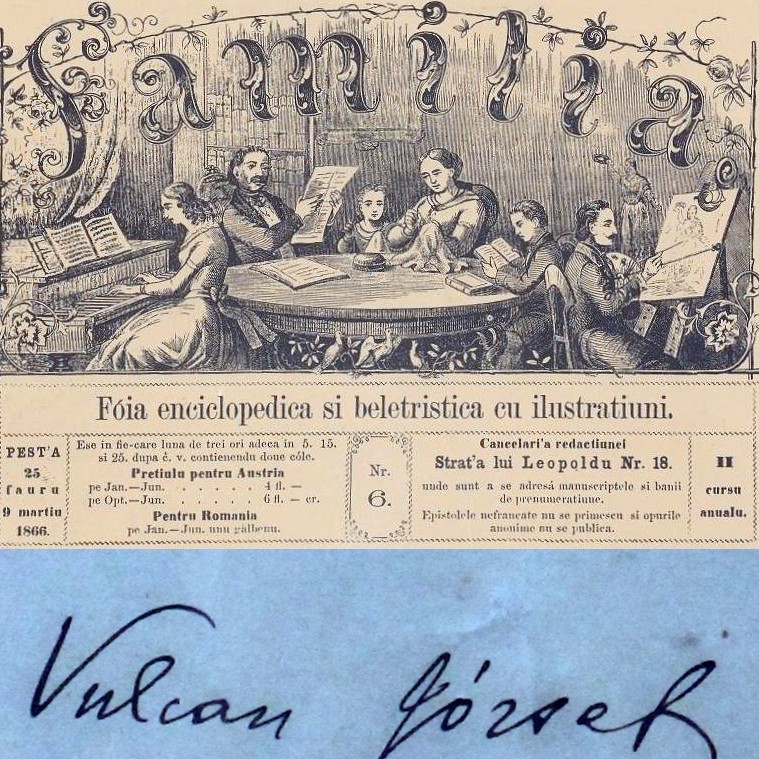 Familia
Fóia enciclopedica si beletristica cu ilustratiuni.
PEST'A
25
fauru
9 martiu
1866.
Ese in fie-care luna de trei ori adeca in 5. 15.
si 25. dupa c. v. contienendu doue cóle.
Pretiulu pentru Austria
pe Jan.—Jun. . . . . . . 4 fl. —
pe Opt.—Jun. . . . . . . 6 fl. — cr.
Pentru Romania
pe Jan.—Jun. unu galbenu.
Nr.
6.
Cancelari'a redactiunei
Strat'a lui Leopoldu Nr. 18.
unde sunt a se adresá manuscriptele si banii
de prenumeratiune.
Epistolele nefrancate nu se primescu si opurile
anonime nu se publica.
II
cursu
anualu.
Vulcan József